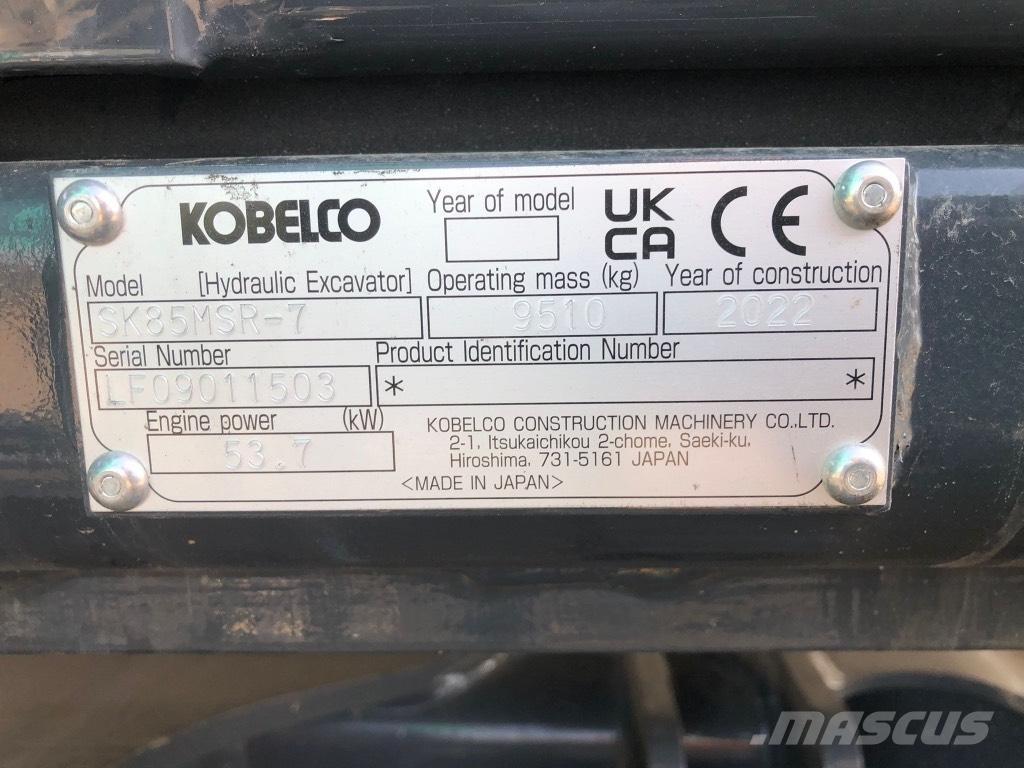 KOBELCO
Year of model
UK
CA
CE
Model [Hydraulic Excavator] Operating mass (kg) Year of construction
SK85MSR-7 9510 2022
Serial Number Product Identification Number
LF09011503 * *
Engine power (kW)
53.7
KOBELCO CONSTRUCTION MACHINERY CO.,LTD.
2-1, Itsukaichikou 2-chome, Saeki-ku,
Hiroshima, 731-5161 JAPAN
<MADE IN JAPAN>
MASCUS